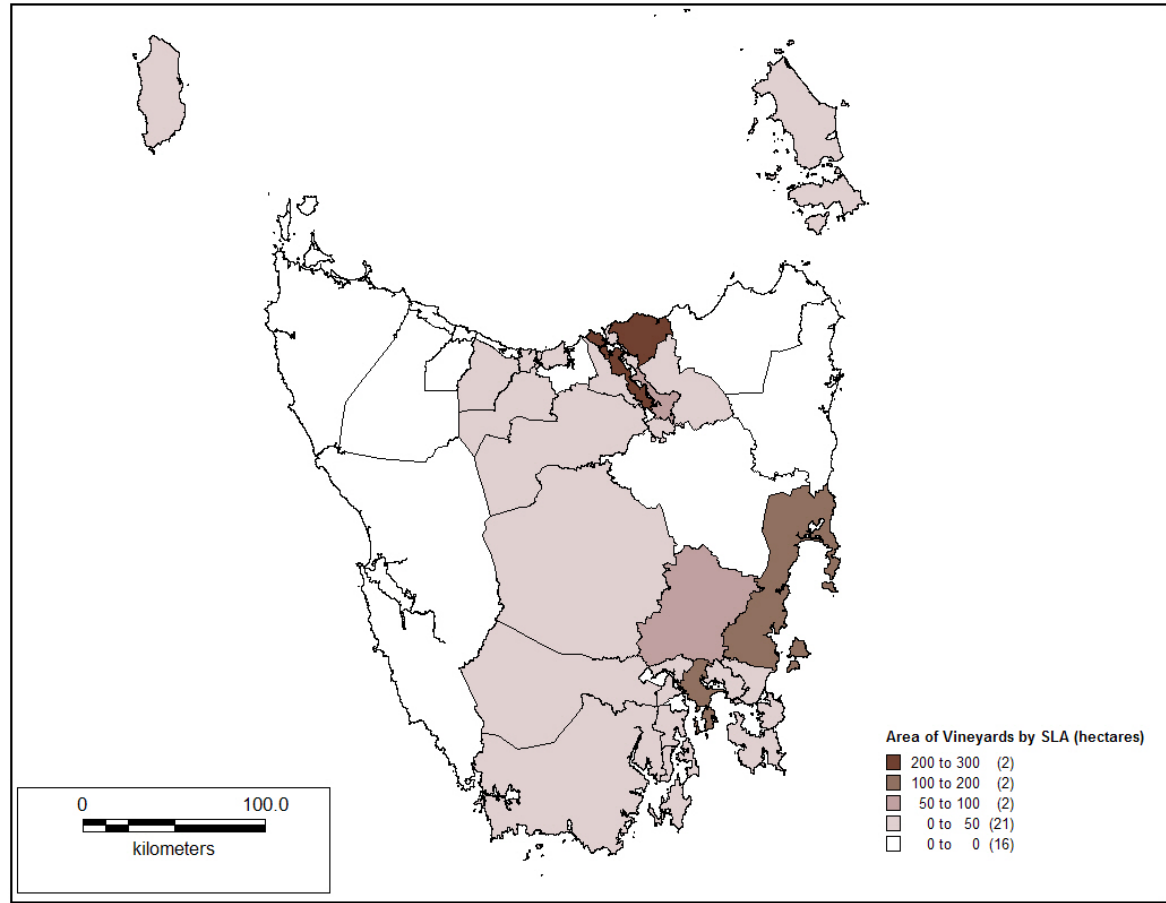 Area of Vineyards by SLA (hectares)
200 to 300 (2)
100 to 200 (2)
50 to 100 (2)
0 to 50 (21)
0 to 0 (16)
0 100.0
kilometers